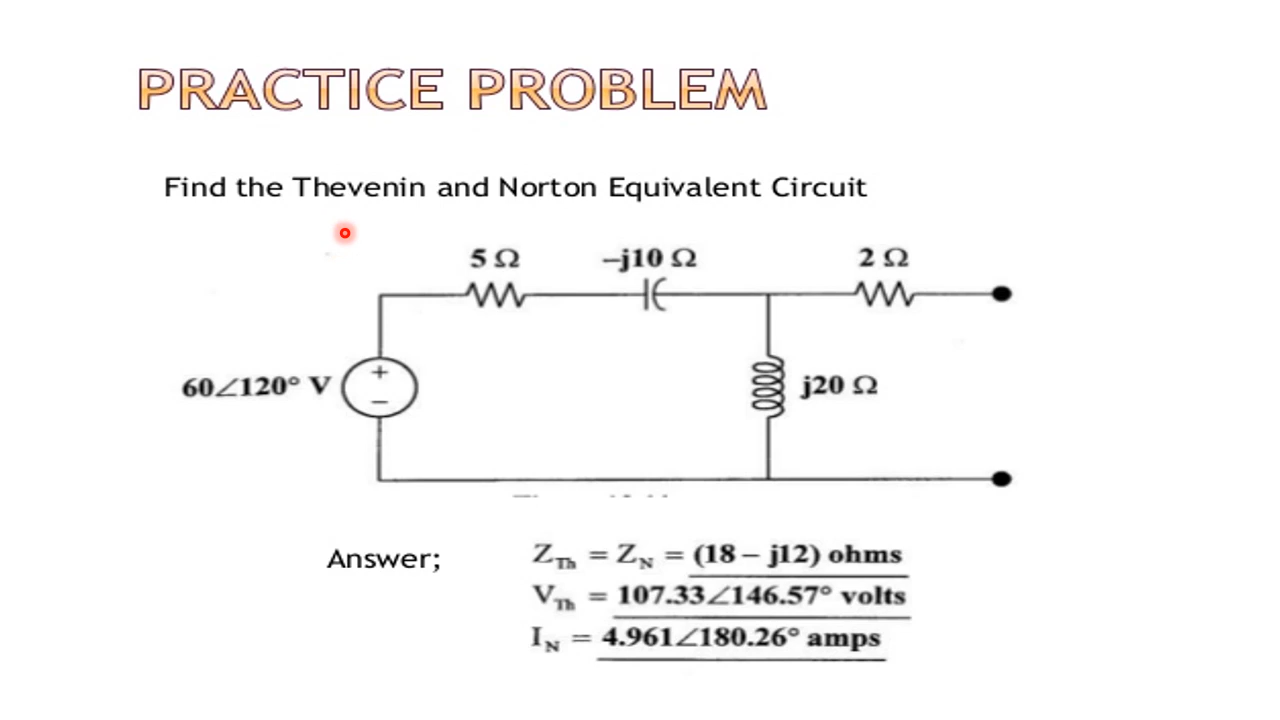 PRACTICE PROBLEM
Find the Thevenin and Norton Equivalent Circuit
5 Ω
–j10 Ω
2 Ω
60∠120° V
+
–
j20 Ω
Answer;
Z_Th = Z_N = (18 – j12) ohms
V_Th = 107.33∠146.57° volts
I_N = 4.961∠180.26° amps